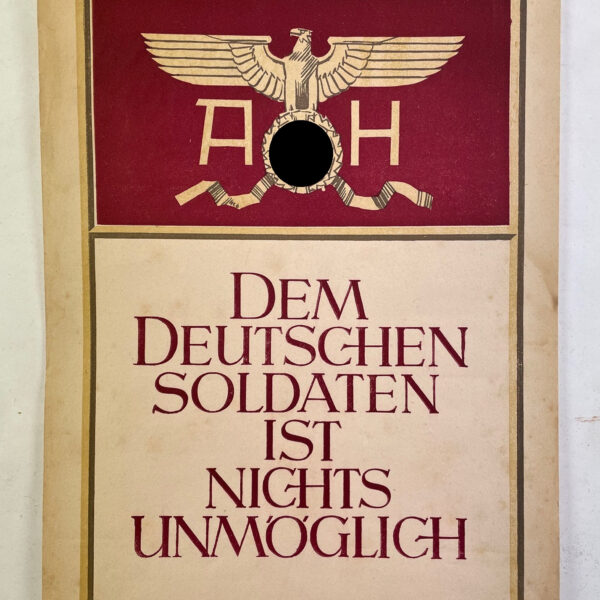 A H
DEM
DEUTSCHEN
SOLDATEN
IST
NICHTS
UNMÖGLICH